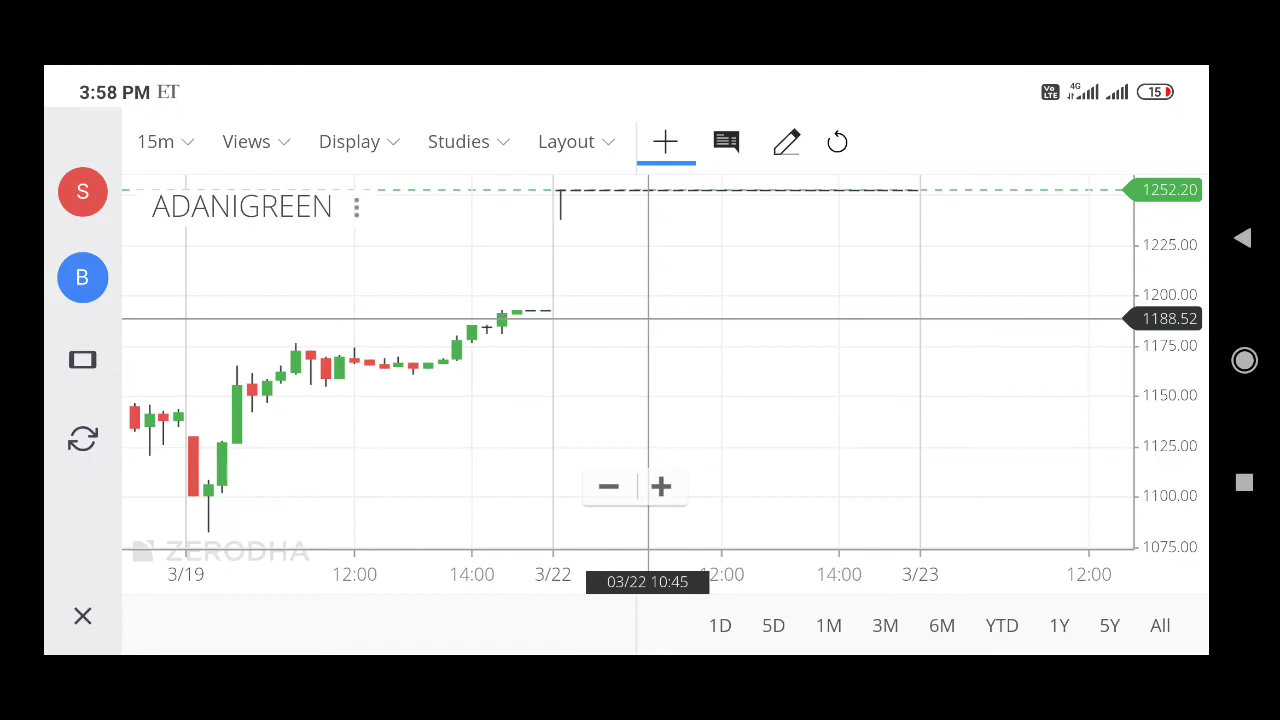 3:58 PM ET
Vo LTE 4G 15
15m Views Display Studies Layout
S
ADANIGREEN
1252.20
B
1225.00
1200.00
1188.52
1175.00
1150.00
1125.00
1100.00
ZERODHA
1075.00
3/19 12:00 14:00 3/22 03/22 10:45 12:00 14:00 3/23 12:00
1D 5D 1M 3M 6M YTD 1Y 5Y All